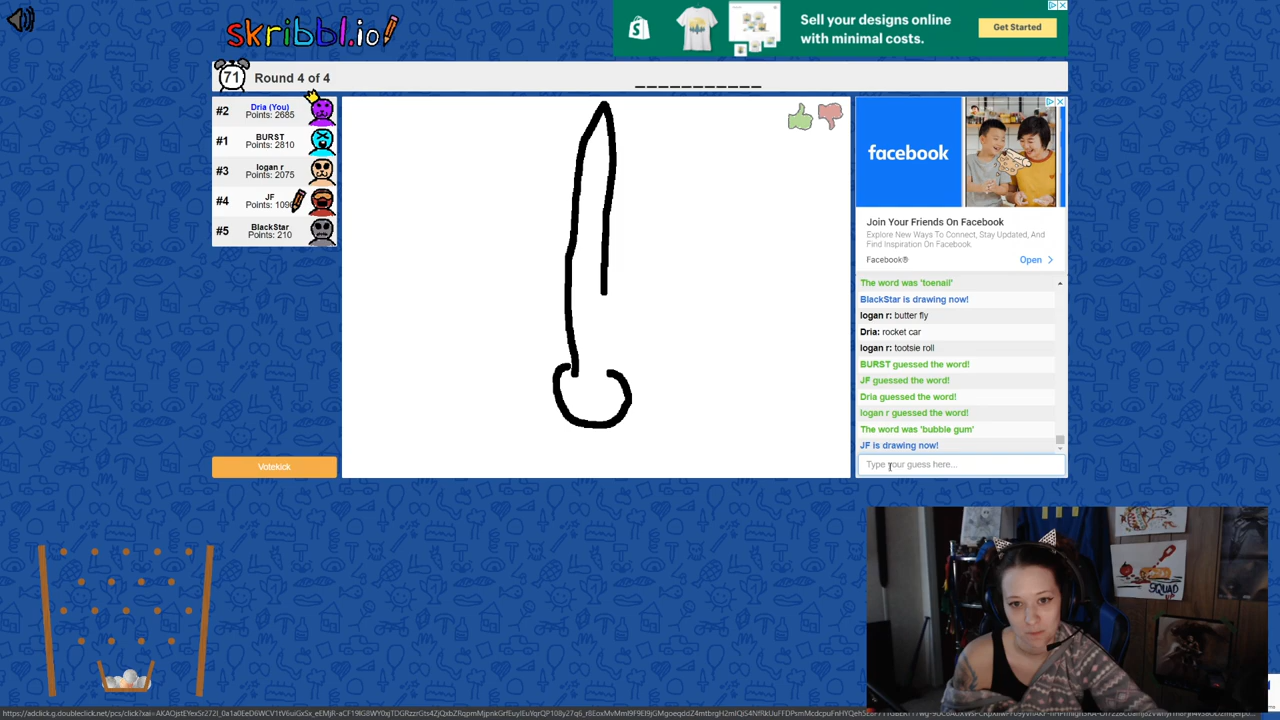 skribbl.io
Sell your designs online
with minimal costs.
Get Started
71
Round 4 of 4
___________
#2
Dria (You)
Points: 2685
#1
BURST
Points: 2810
#3
logan r
Points: 2075
#4
JF
#5
BlackStar
Points: 210
Votekick
facebook
Join Your Friends On Facebook
Explore New Ways To Connect, Stay Updated, And
Find Inspiration On Facebook.
Facebook®
Open
The word was 'toenail'
BlackStar is drawing now!
logan r: butter fly
Dria: rocket car
logan r: tootsie roll
BURST guessed the word!
JF guessed the word!
Dria guessed the word!
logan r guessed the word!
The word was 'bubble gum'
JF is drawing now!
Type your guess here...
SQUAD